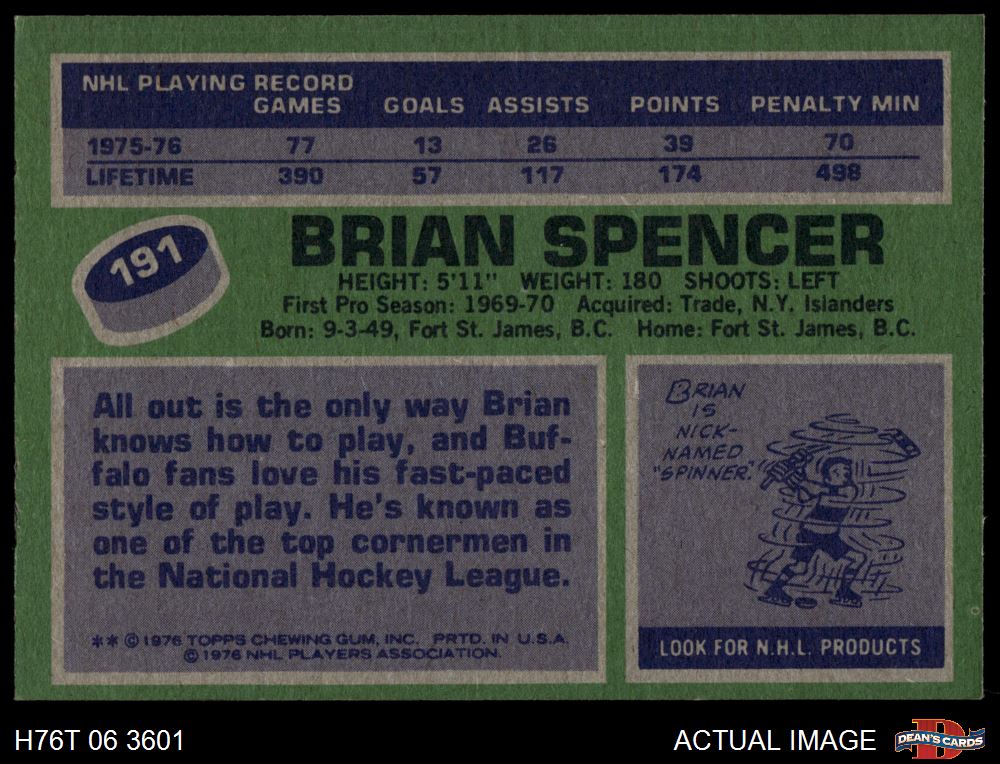 NHL PLAYING RECORD
GAMES GOALS ASSISTS POINTS PENALTY MIN
1975-76 77 13 26 39 70
LIFETIME 390 57 117 174 498
191
BRIAN SPENCER
HEIGHT: 5'11" WEIGHT: 180 SHOOTS: LEFT
First Pro Season: 1969-70 Acquired: Trade, N.Y. Islanders
Born: 9-3-49, Fort St. James, B.C. Home: Fort St. James, B.C.
All out is the only way Brian
knows how to play, and Buf-
falo fans love his fast-paced
style of play. He's known as
one of the top cornermen in
the National Hockey League.
** © 1976 TOPPS CHEWING GUM, INC. PRTD. IN U.S.A.
© 1976 NHL PLAYERS ASSOCIATION.
BRIAN
IS
NICK-
NAMED
"SPINNER."
LOOK FOR N.H.L. PRODUCTS
H76T 06 3601
ACTUAL IMAGE
D
DEAN'S CARDS